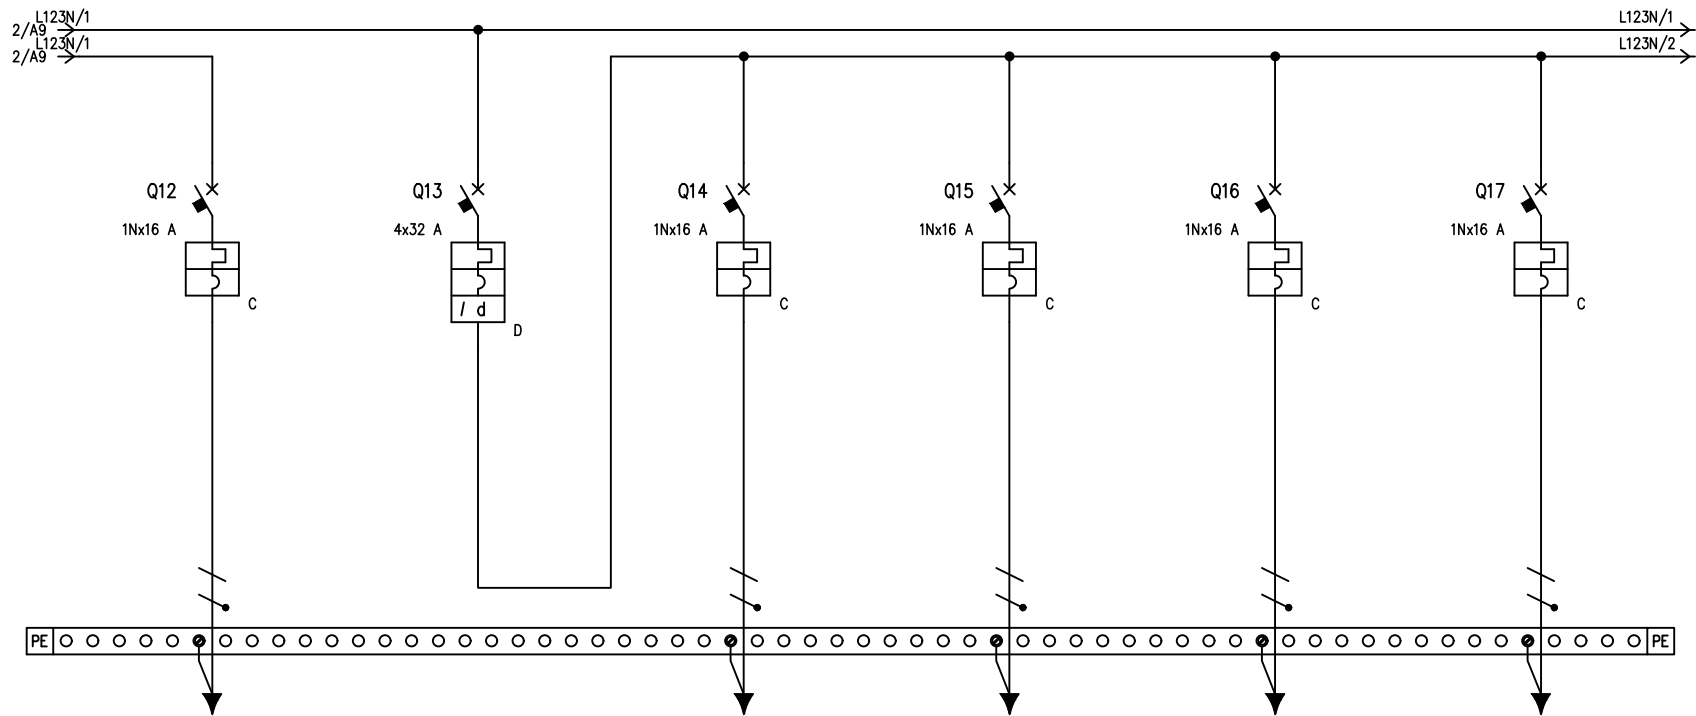 L123N/1 L123N/1
2/A9
L123N/1 L123N/2
2/A9
Q12 Q13 Q14 Q15 Q16 Q17
1Nx16 A 4x32 A 1Nx16 A 1Nx16 A 1Nx16 A 1Nx16 A
C I d C C C C
D
PE PE